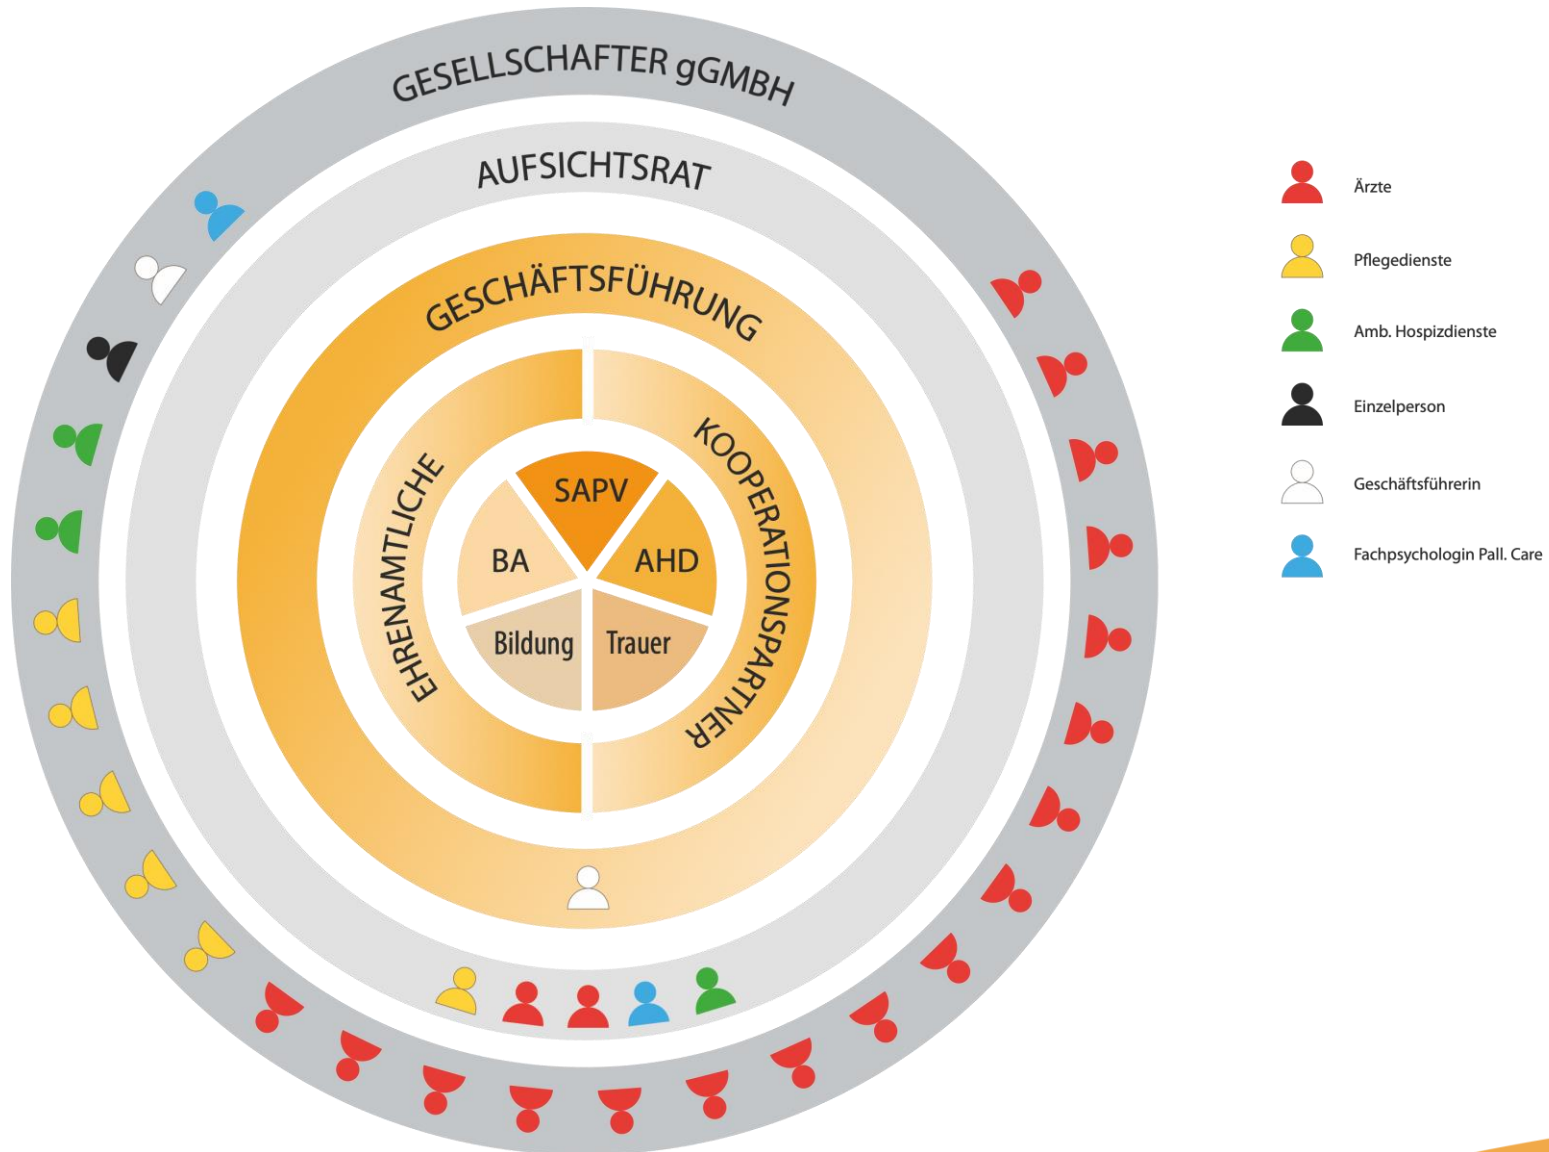 GESELLSCHAFTER gGMBH
AUFSICHTSRAT
GESCHÄFTSFÜHRUNG
EHRENAMTLICHE
KOOPERATIONSPARTNER
SAPV
BA
AHD
Bildung
Trauer
Ärzte
Pflegedienste
Amb. Hospizdienste
Einzelperson
Geschäftsführerin
Fachpsychologin Pall. Care